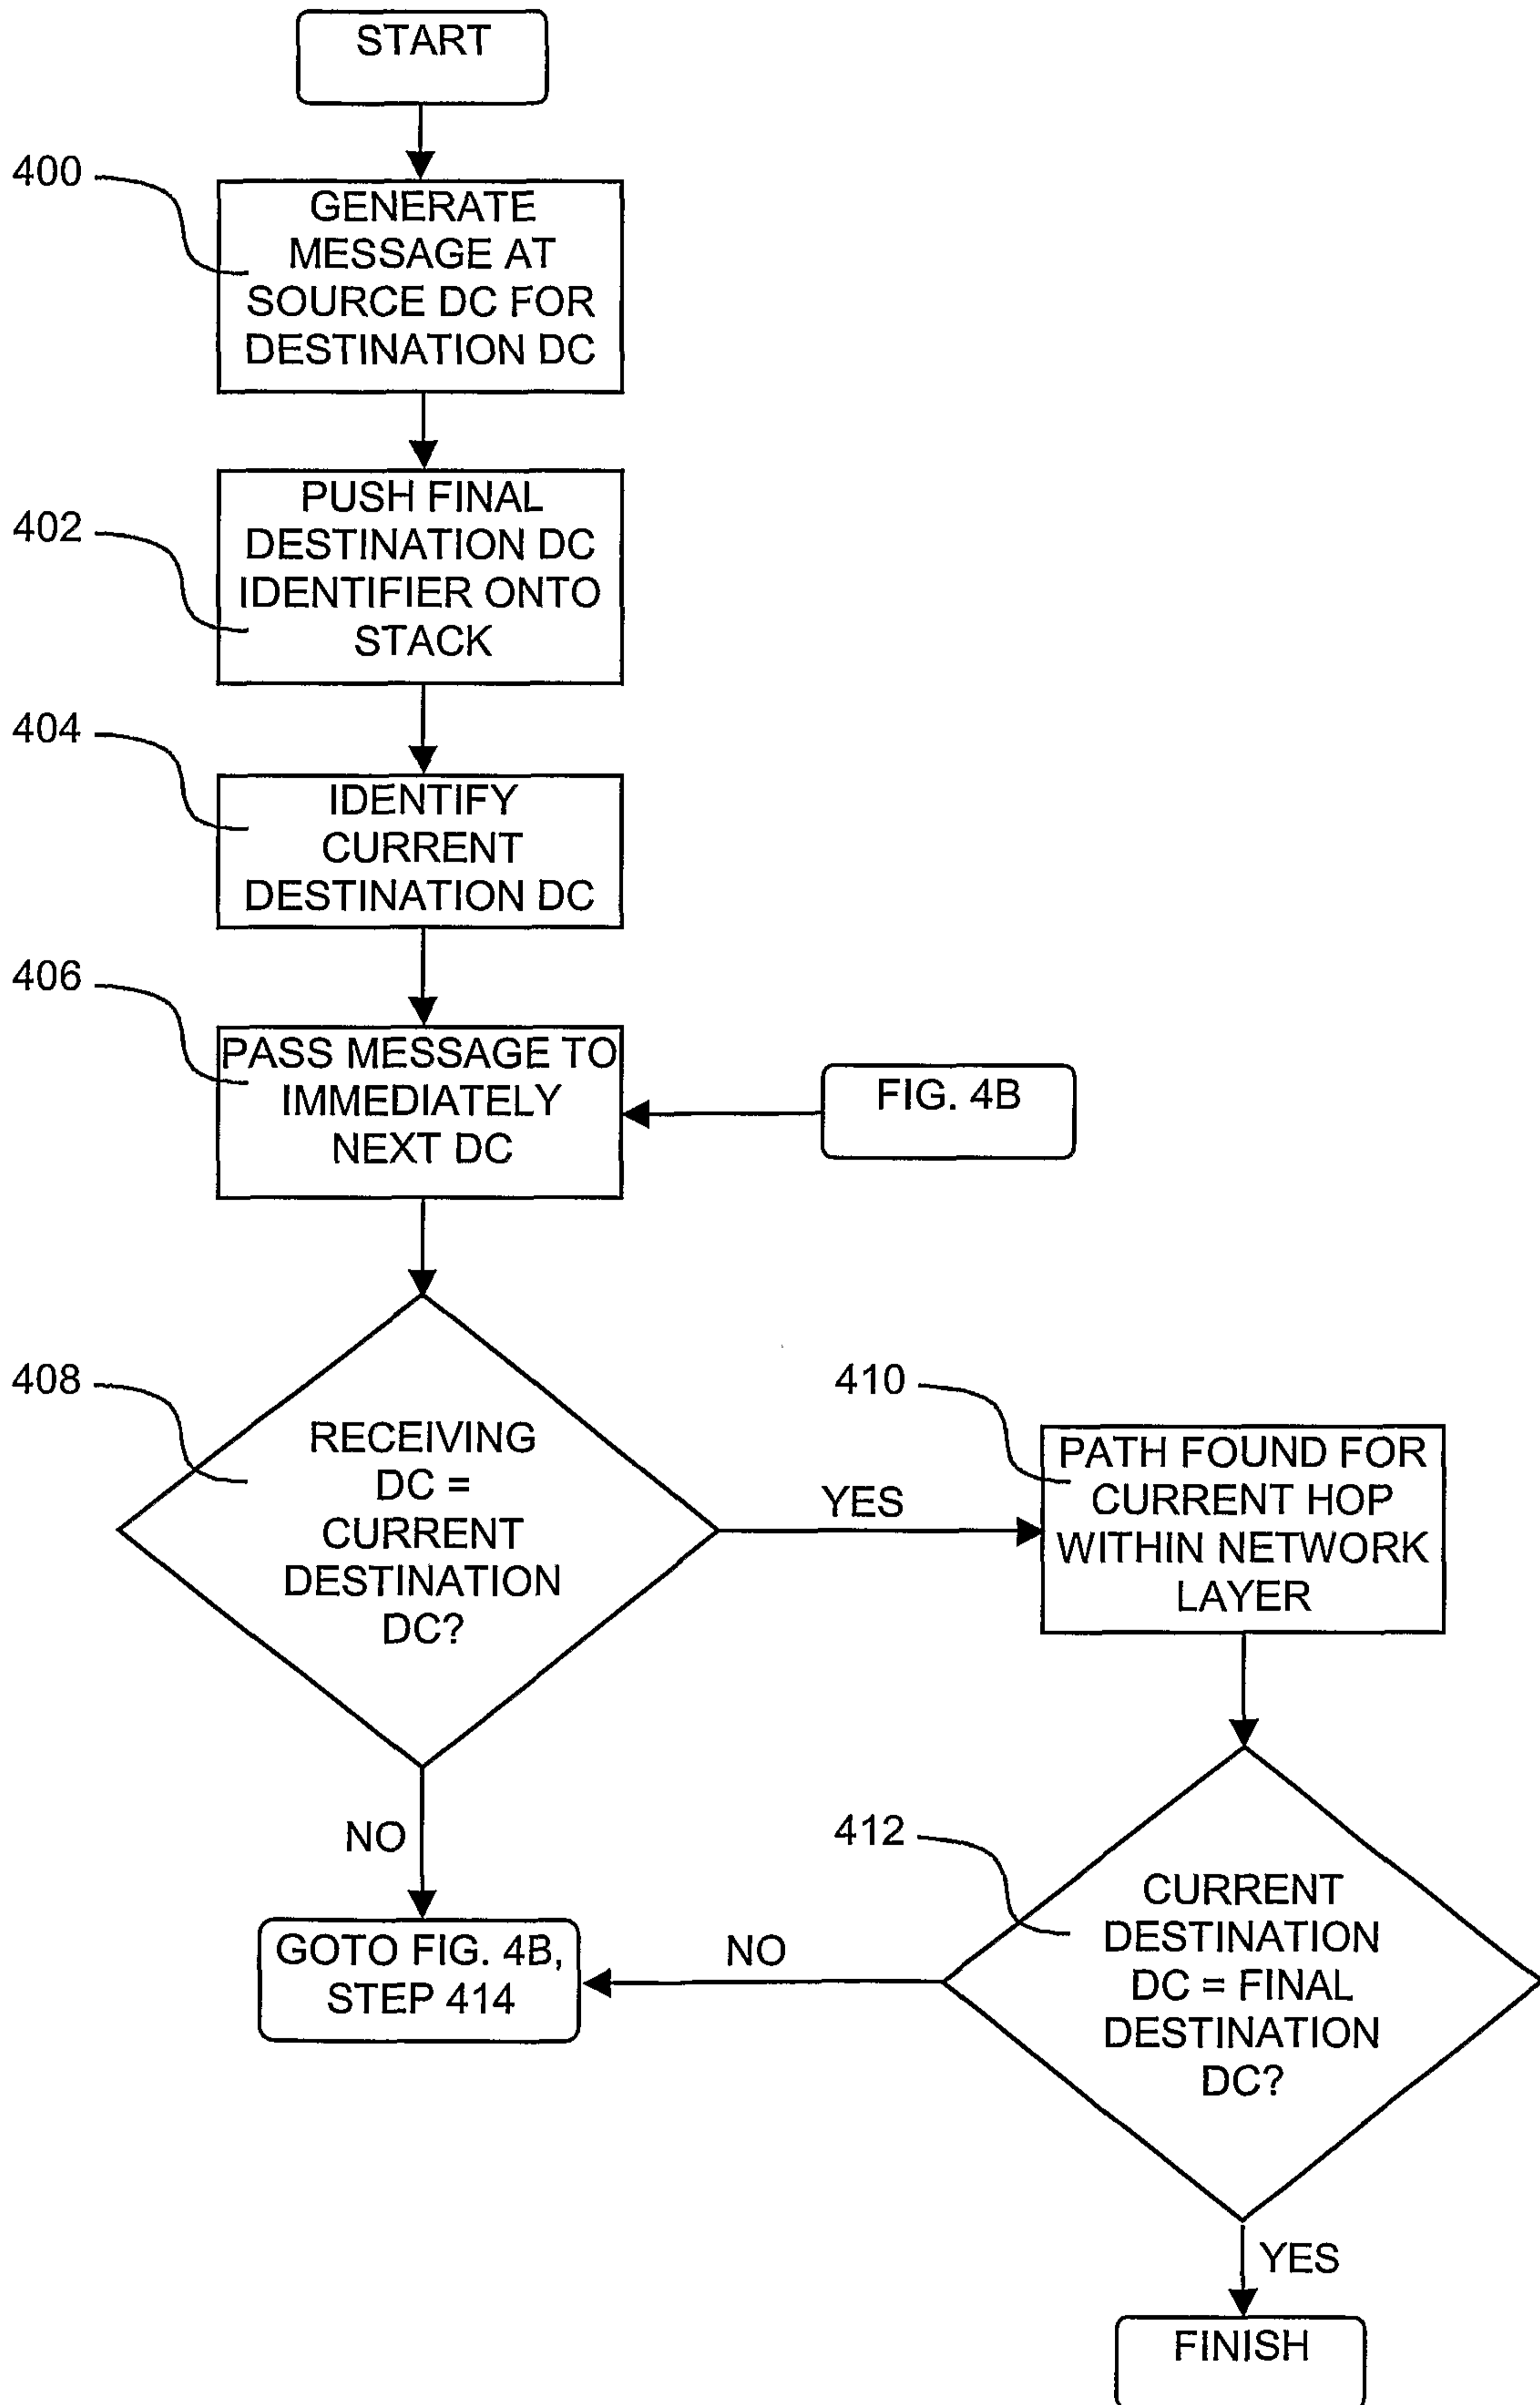 START
400
GENERATE
MESSAGE AT
SOURCE DC FOR
DESTINATION DC
402
PUSH FINAL
DESTINATION DC
IDENTIFIER ONTO
STACK
404
IDENTIFY
CURRENT
DESTINATION DC
406
PASS MESSAGE TO
IMMEDIATELY
NEXT DC
FIG. 4B
408
RECEIVING
DC =
CURRENT
DESTINATION
DC?
YES
410
PATH FOUND FOR
CURRENT HOP
WITHIN NETWORK
LAYER
NO
412
CURRENT
DESTINATION
DC = FINAL
DESTINATION
DC?
NO
GOTO FIG. 4B,
STEP 414
YES
FINISH